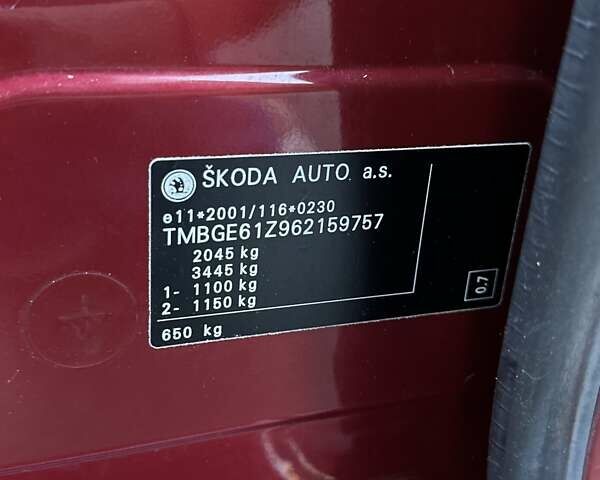 ŠKODA AUTO a.s.
e11*2001/116*0230
TMBGE61Z962159757
2045 kg
3445 kg
1- 1100 kg
2- 1150 kg
650 kg
0.7